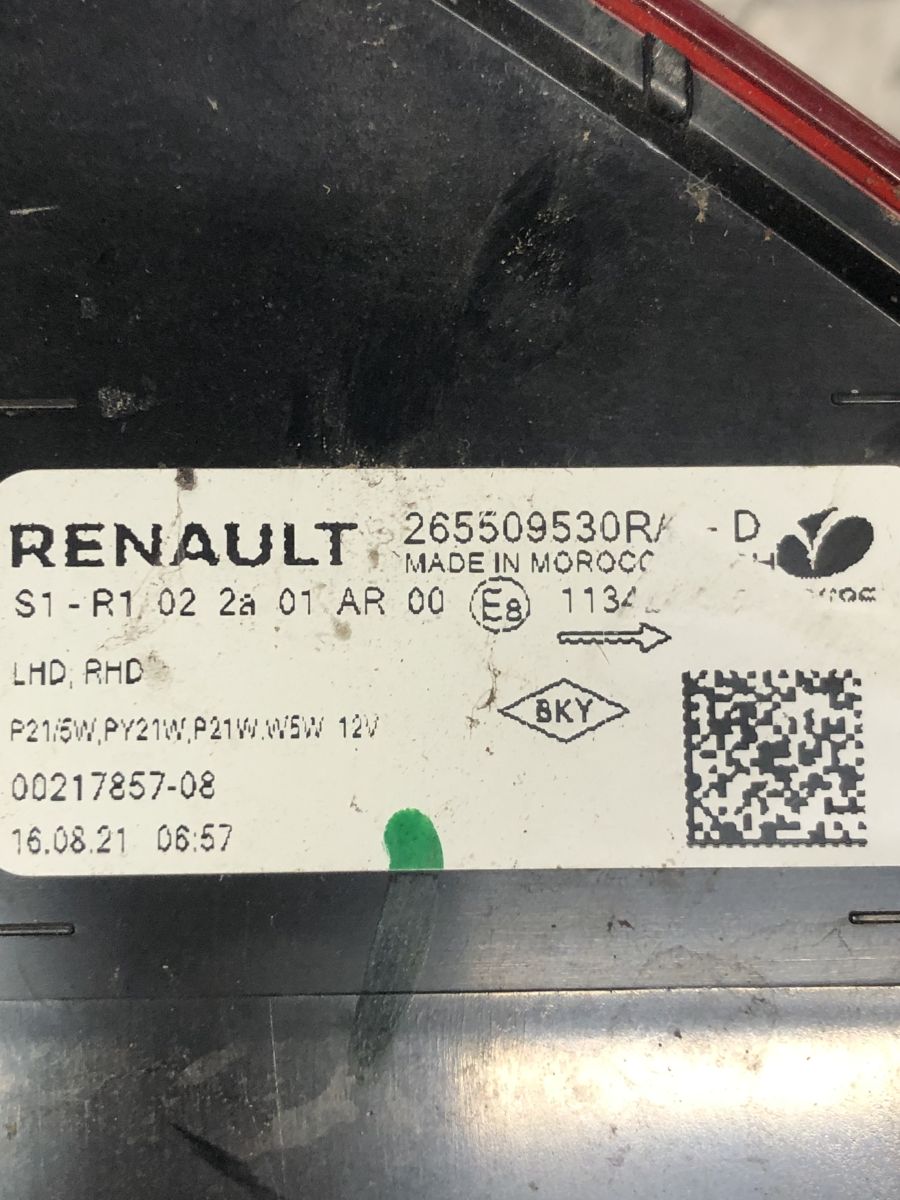 RENAULT
265509530R - D
MADE IN MOROCCO
S1-R1 02 2a 01 AR 00 E8
LHD, RHD
BKY
P21/5W,PY21W,P21W,W5W 12V
00217857-08
16.08.21 06:57